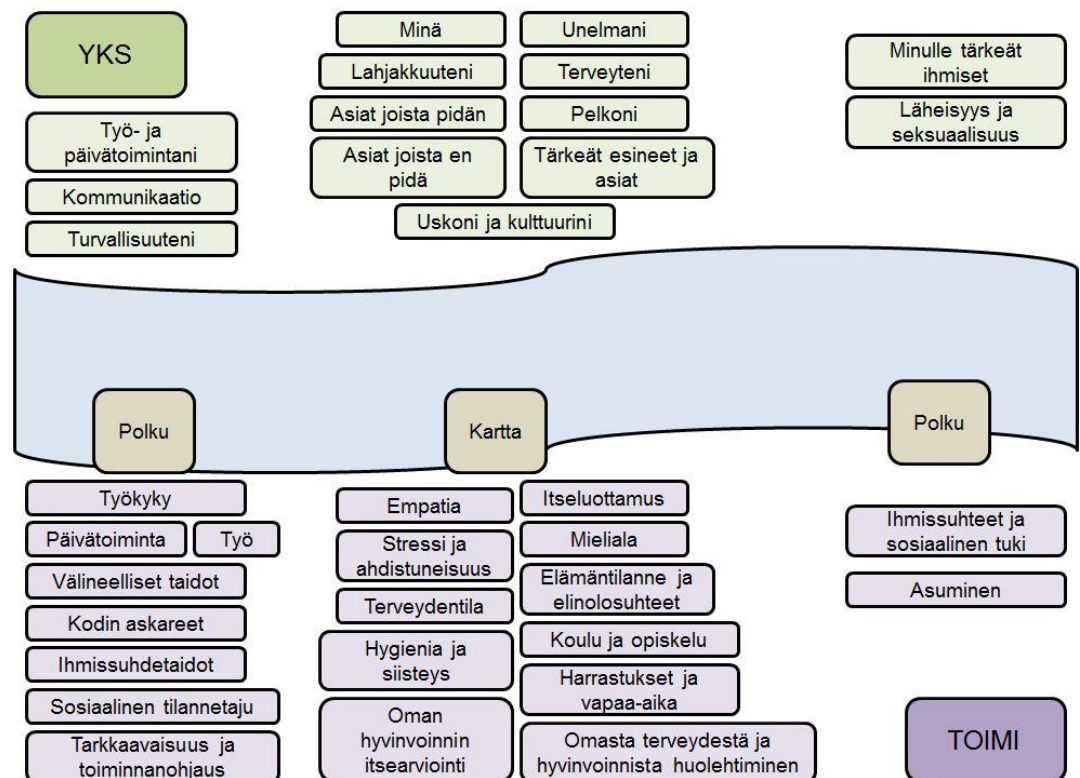 YKS
Työ- ja
päivätoimintani
Kommunikaatio
Turvallisuuteni
Minä
Unelmani
Lahjakkuuteni
Terveyteni
Asiat joista pidän
Pelkoni
Asiat joista en
pidä
Tärkeät esineet ja
asiat
Uskoni ja kulttuurini
Minulle tärkeät
ihmiset
Läheisyys ja
seksuaalisuus
Polku
Kartta
Polku
Työkyky
Päivätoiminta
Työ
Välineelliset taidot
Kodin askareet
Ihmissuhdetaidot
Sosiaalinen tilannetaju
Tarkkaavaisuus ja
toiminnanohjaus
Empatia
Stressi ja
ahdistuneisuus
Terveydentila
Hygienia ja
siisteys
Oman
hyvinvoinnin
itsearviointi
Itseluottamus
Mieliala
Elämäntilanne ja
elinolosuhteet
Koulu ja opiskelu
Harrastukset ja
vapaa-aika
Omasta terveydestä ja
hyvinvoinnista huolehtiminen
Ihmissuhteet ja
sosiaalinen tuki
Asuminen
TOIMI